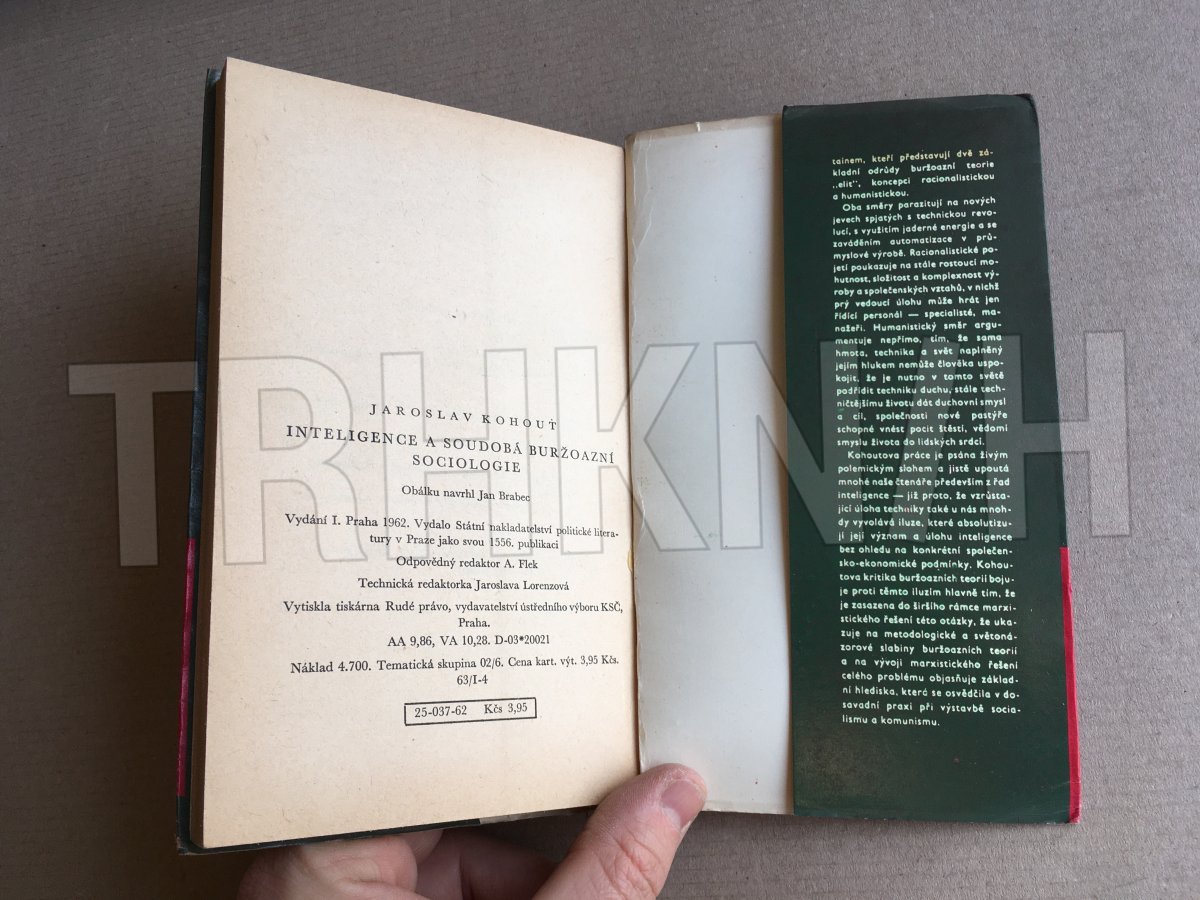 JAROSLAV KOHOUT
INTELIGENCE A SOUDOBÁ BURŽOAZNÍ
SOCIOLOGIE
Obálku navrhl Jan Brabec
Vydání I. Praha 1962. Vydalo Státní nakladatelství politické litera-
tury v Praze jako svou 1556. publikaci
Odpovědný redaktor A. Flek
Technická redaktorka Jaroslava Lorenzová
Vytiskla tiskárna Rudé právo, vydavatelství ústředního výboru KSČ,
Praha.
AA 9,86, VA 10,28. D-03*20021
Náklad 4.700. Tematická skupina 02/6. Cena kart. výt. 3,95 Kčs.
63/I-4
25-037-62 Kčs 3,95
tainem, kteří představují dvě zá-
kladní odrůdy buržoazní teorie
„elit", koncepci racionalistickou
a humanistickou.
Oba směry parazitují na nových
jevech spjatých s technickou revo-
lucí, s využitím jaderné energie a se
zaváděním automatizace v prů-
myslové výrobě. Racionalistické po-
jetí poukazuje na stále rostoucí mo-
hutnost, složitost a komplexnost vý-
roby a společenských vztahů, v nichž
prý vedoucí úlohu může hrát jen
řídící personál — specialisté, ma-
nažeři. Humanistický směr argu-
mentuje nepřímo, tím, že sama
hmota, technika a svět naplněný
jejím hlukem nemůže člověka uspo-
kojit, že je nutno v tomto světě
podřídit techniku duchu, stále tech-
ničtějšímu životu dát duchovní smysl
a cíl, společnosti nové pastýře
schopné vnést pocit štěstí, vědomí
smyslu života do lidských srdcí.
Kohoutova práce je psána živým
polemickým slohem a jistě upoutá
mnohé naše čtenáře především z řad
inteligence — již proto, že vzrůsta-
jící úloha techniky také u nás mnoh-
dy vyvolává iluze, které absolutizu-
jí její význam a úlohu inteligence
bez ohledu na konkrétní společen-
sko-ekonomické podmínky. Kohou-
tova kritika buržoazních teorií boju-
je proti těmto iluzím hlavně tím, že
je zasazena do širšího rámce marxi-
stického řešení této otázky, že uka-
zuje na metodologické a světoná-
zorové slabiny buržoazních teorií
a na vývoji marxistického řešení
celého problému objasňuje základ-
ní hlediska, která se osvědčila v do-
savadní praxi při výstavbě socia-
lismu a komunismu.
TRHKNIH